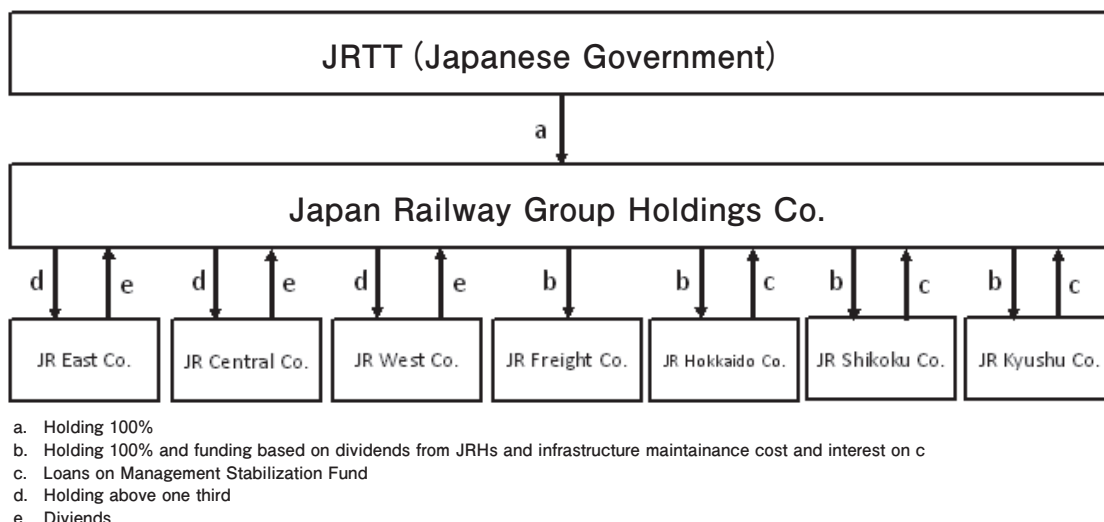 JRTT (Japanese Government)
a
Japan Railway Group Holdings Co.
d e d e d e b b c b c b c
JR East Co. JR Central Co. JR West Co. JR Freight Co. JR Hokkaido Co. JR Shikoku Co. JR Kyushu Co.
a. Holding 100%
b. Holding 100% and funding based on dividends from JRHs and infrastructure maintainance cost and interest on c
c. Loans on Management Stabilization Fund
d. Holding above one third
e. Diviends